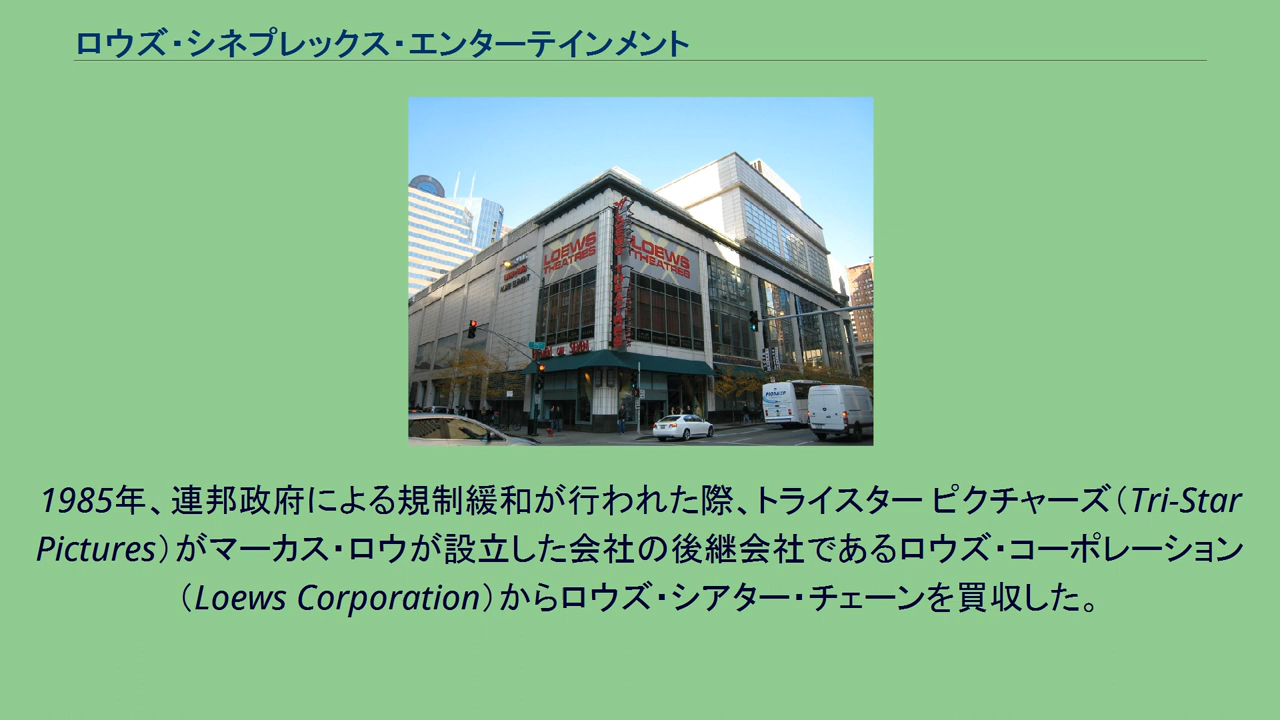 ロウズ・シネプレックス・エンターテインメント
LOEWS
THEATRES
LOEWS
THEATRES
1985年、連邦政府による規制緩和が行われた際、トライスター ピクチャーズ（Tri-Star
Pictures）がマーカス・ロウが設立した会社の後継会社であるロウズ・コーポレーション
（Loews Corporation）からロウズ・シアター・チェーンを買収した。